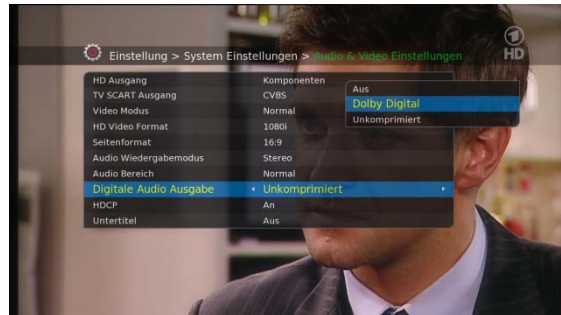 Einstellung > System Einstellungen > Audio & Video Einstellungen
HD
HD Ausgang Komponenten
TV SCART Ausgang CVBS
Video Modus Normal
HD Video Format 1080i
Seitenformat 16:9
Audio Wiedergabemodus Stereo
Audio Bereich Normal
Digitale Audio Ausgabe Unkomprimiert
HDCP An
Untertitel Aus
Aus
Dolby Digital
Unkomprimiert